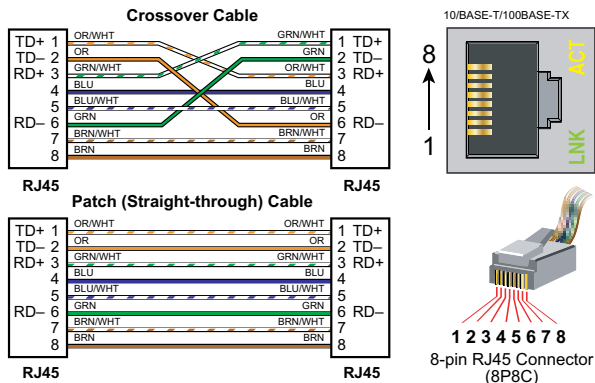 Crossover Cable
TD+ 1 OR/WHT GRN/WHT 1 TD+
TD– 2 OR GRN 2 TD–
RD+ 3 GRN/WHT OR/WHT 3 RD+
4 BLU BLU 4
5 BLU/WHT BLU/WHT 5
RD– 6 GRN OR 6 RD–
7 BRN/WHT BRN/WHT 7
8 BRN BRN 8
RJ45 RJ45
10/BASE-T/100BASE-TX
8
1
ACT
LNK
Patch (Straight-through) Cable
TD+ 1 OR/WHT OR/WHT 1 TD+
TD– 2 OR OR 2 TD–
RD+ 3 GRN/WHT GRN/WHT 3 RD+
4 BLU BLU 4
5 BLU/WHT BLU/WHT 5
RD– 6 GRN GRN 6 RD–
7 BRN/WHT BRN/WHT 7
8 BRN BRN 8
RJ45 RJ45
1 2 3 4 5 6 7 8
8-pin RJ45 Connector
(8P8C)